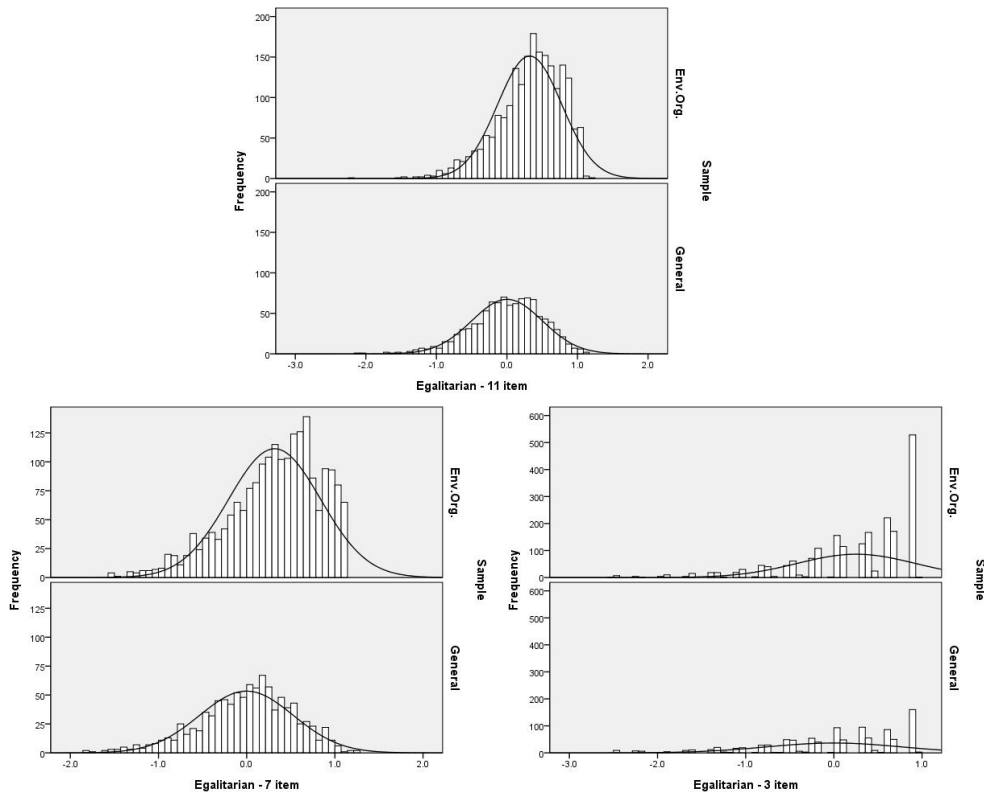 200
150
100
50
0
Env.Org.
200
150
100
50
0
General
Frequency
Sample
-3.0 -2.0 -1.0 0.0 1.0 2.0
Egalitarian - 11 item
125
100
75
50
25
0
Env.Org.
125
100
75
50
25
0
General
Frequency
Sample
-2.0 -1.0 0.0 1.0 2.0
Egalitarian - 7 item
600
500
400
300
200
100
0
Env.Org.
600
500
400
300
200
100
0
General
Frequency
Sample
-3.0 -2.0 -1.0 0.0 1.0
Egalitarian - 3 item